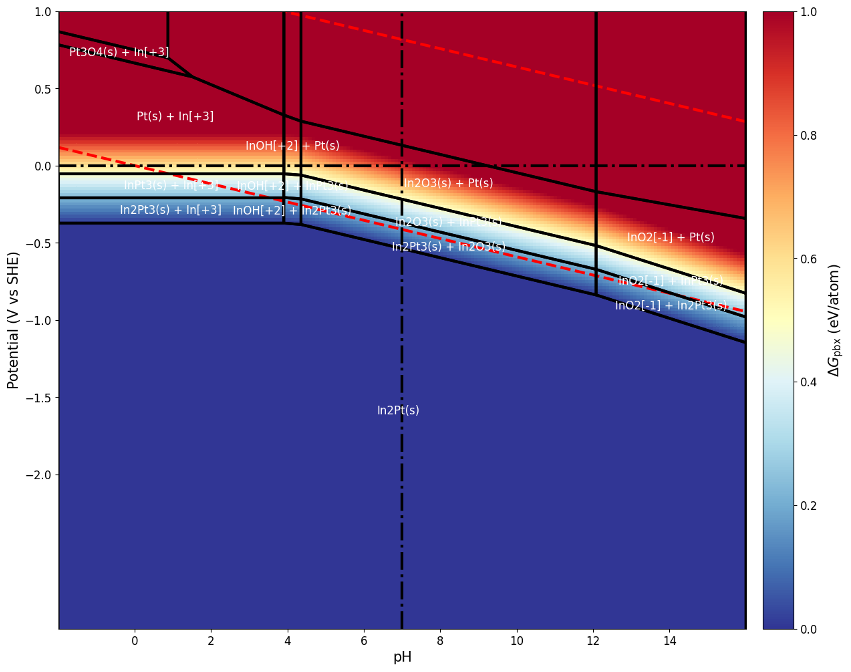 1.0
0.5
0.0
−0.5
−1.0
−1.5
−2.0
Potential (V vs SHE)
Pt3O4(s) + In[+3]
Pt(s) + In[+3]
InOH[+2] + Pt(s)
InPt3(s) + In[+3]
InOH[+2] + InPt3(s)
In2O3(s) + Pt(s)
In2Pt3(s) + In[+3]
InOH[+2] + In2Pt3(s)
In2O3(s) + InPt3(s)
InO2[-1] + Pt(s)
In2Pt3(s) + In2O3(s)
InO2[-1] + InPt3(s)
InO2[-1] + In2Pt3(s)
In2Pt(s)
0
2
4
6
8
10
12
14
pH
1.0
0.8
0.6
0.4
0.2
0.0
ΔGpbx (eV/atom)